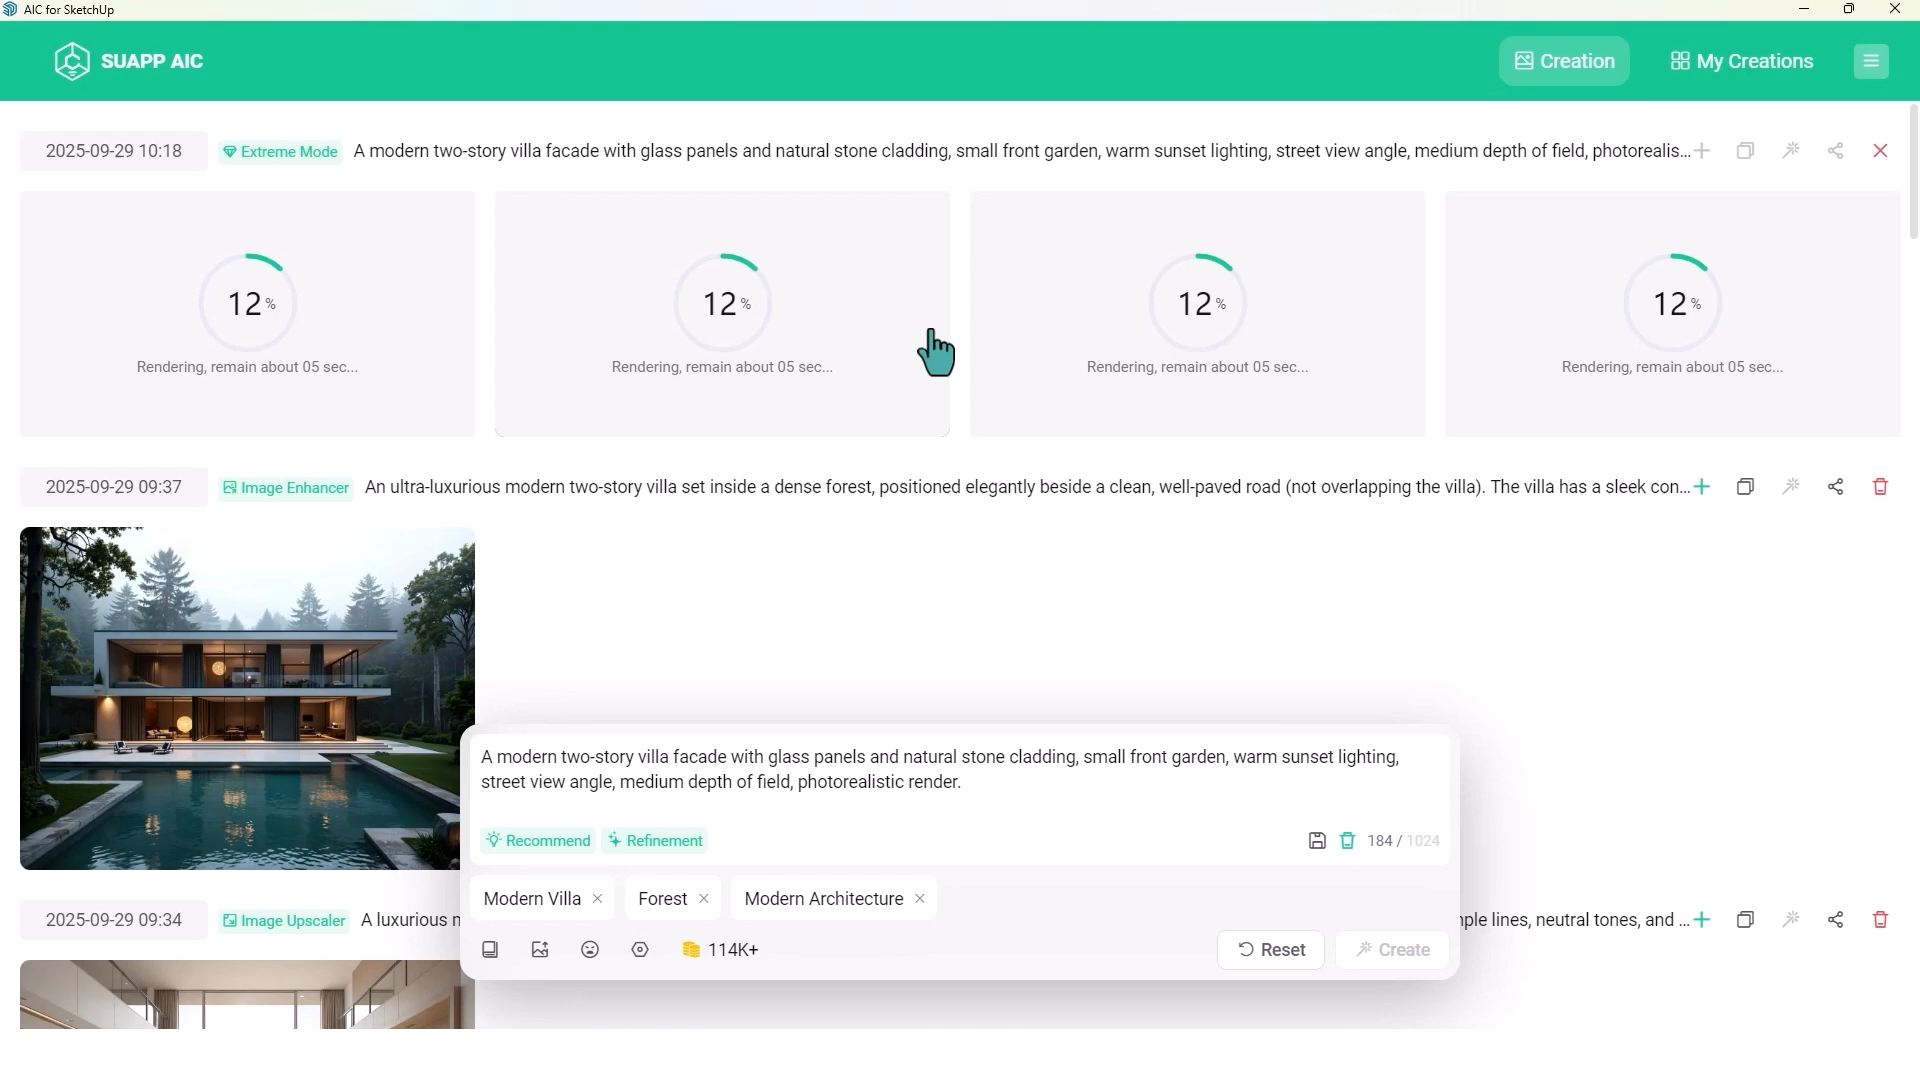 AIC for SketchUp
SUAPP AIC
Creation
My Creations
2025-09-29 10:18
Extreme Mode
A modern two-story villa facade with glass panels and natural stone cladding, small front garden, warm sunset lighting, street view angle, medium depth of field, photorealis...
12%
Rendering, remain about 05 sec...
12%
Rendering, remain about 05 sec...
12%
Rendering, remain about 05 sec...
12%
Rendering, remain about 05 sec...
2025-09-29 09:37
Image Enhancer
An ultra-luxurious modern two-story villa set inside a dense forest, positioned elegantly beside a clean, well-paved road (not overlapping the villa). The villa has a sleek con...
A modern two-story villa facade with glass panels and natural stone cladding, small front garden, warm sunset lighting,
street view angle, medium depth of field, photorealistic render.
Recommend
Refinement
184 / 1024
Modern Villa
Forest
Modern Architecture
2025-09-29 09:34
Image Upscaler
A luxurious
lines, neutral tones, and ...
114K+
Reset
Create